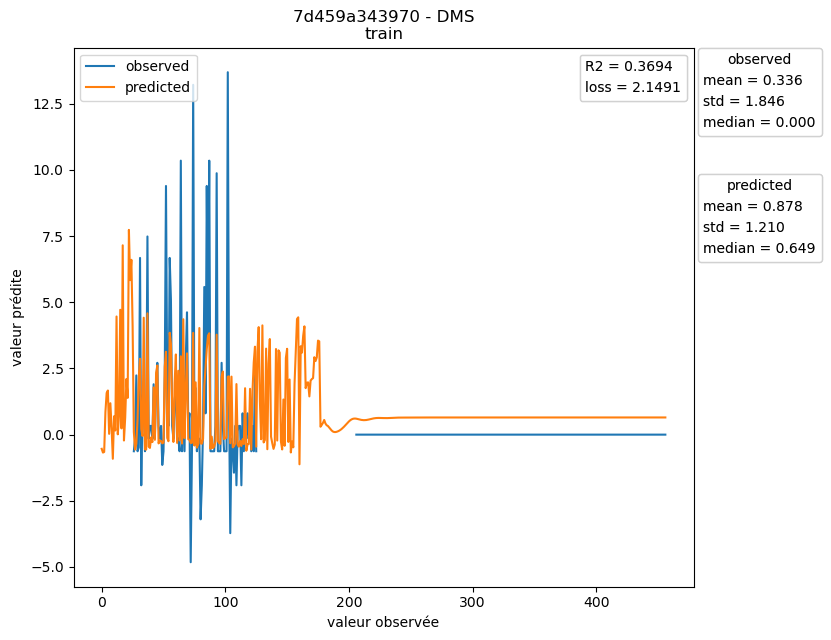 7d459a343970 - DMS
train
observed
predicted
R2 = 0.3694
loss = 2.1491
observed
mean = 0.336
std = 1.846
median = 0.000
predicted
mean = 0.878
std = 1.210
median = 0.649
valeur prédite
12.5
10.0
7.5
5.0
2.5
0.0
−2.5
−5.0
0
100
200
300
400
valeur observée